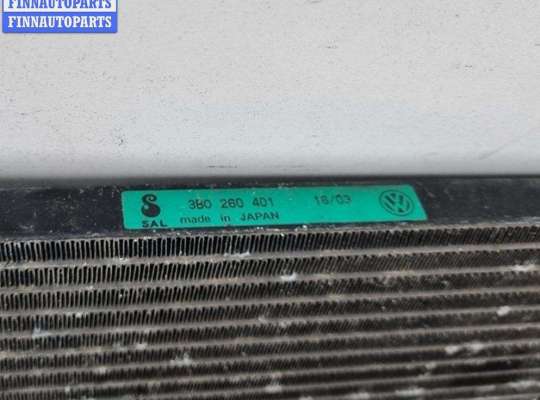 FINNAUTOPARTS
FINNAUTOPARTS
S
SAL
3B0 260 401
made in JAPAN
16/03